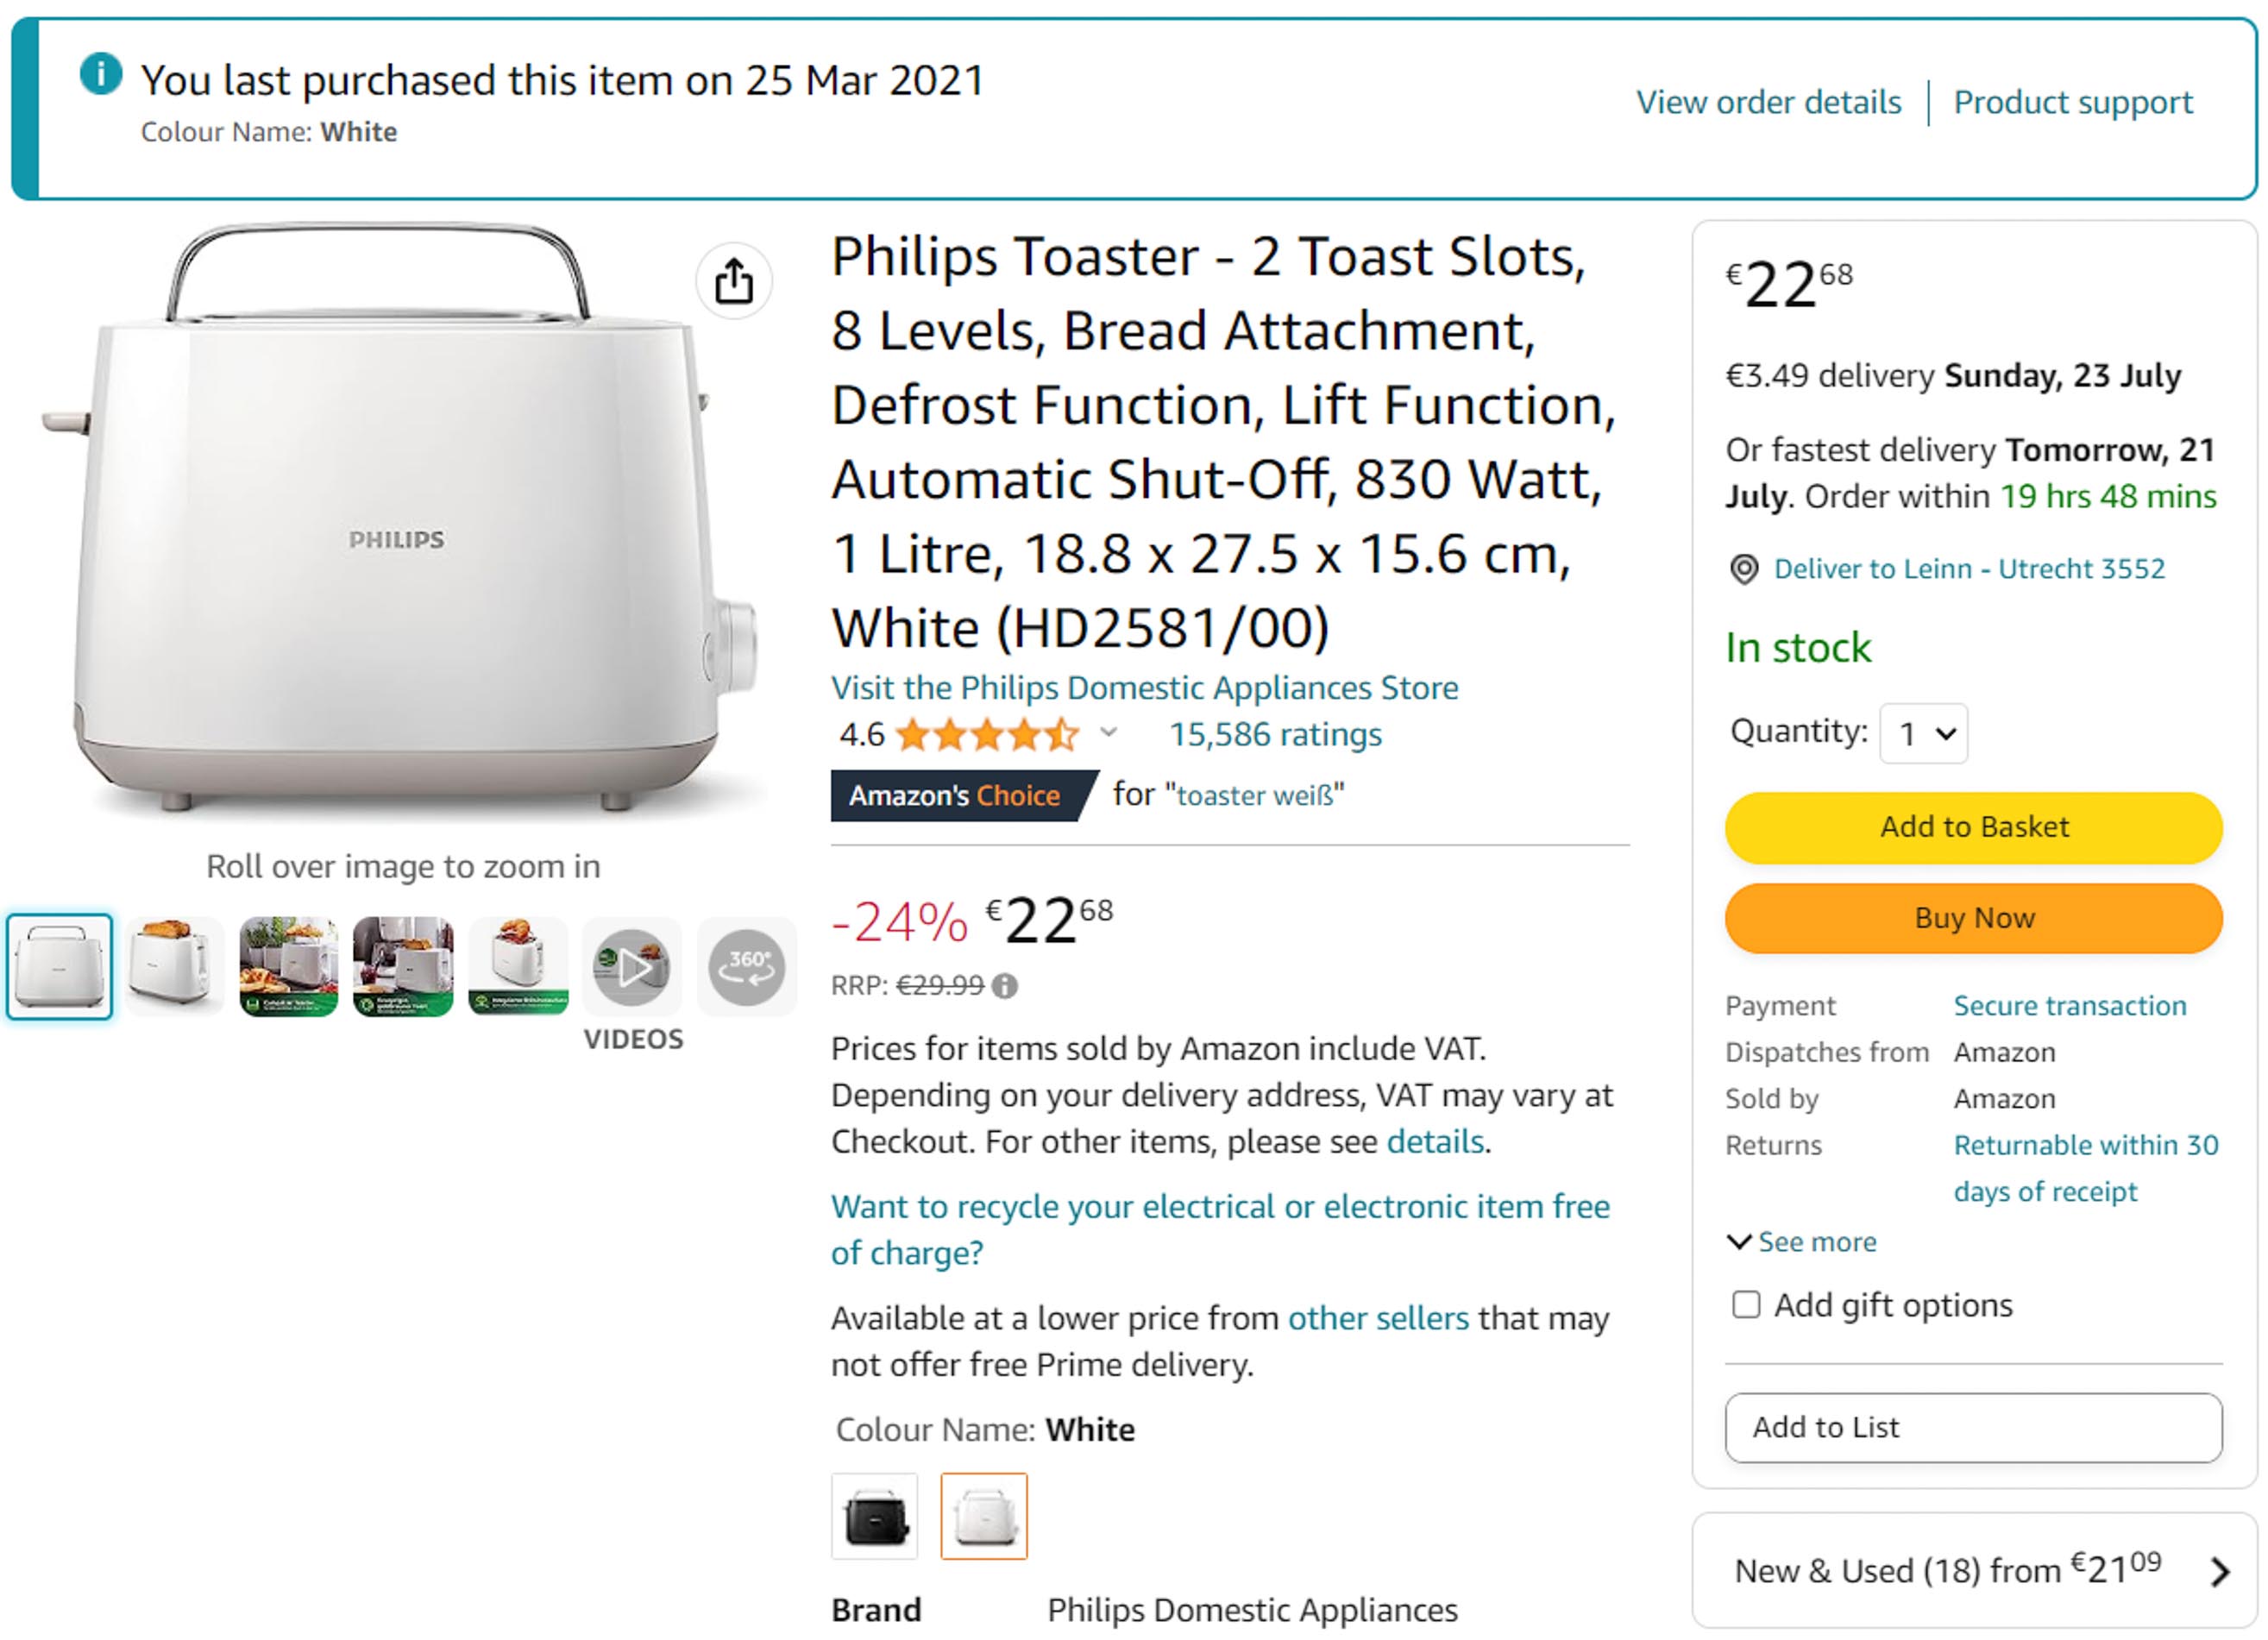 You last purchased this item on 25 Mar 2021
Colour Name: White
View order details
Product support
PHILIPS
Roll over image to zoom in
360°
VIDEOS
Philips Toaster - 2 Toast Slots,
8 Levels, Bread Attachment,
Defrost Function, Lift Function,
Automatic Shut-Off, 830 Watt,
1 Litre, 18.8 x 27.5 x 15.6 cm,
White (HD2581/00)
Visit the Philips Domestic Appliances Store
4.6 15,586 ratings
Amazon's Choice for "toaster weiß"
-24% €22 68
RRP: €29.99
Prices for items sold by Amazon include VAT.
Depending on your delivery address, VAT may vary at
Checkout. For other items, please see details.
Want to recycle your electrical or electronic item free
of charge?
Available at a lower price from other sellers that may
not offer free Prime delivery.
Colour Name: White
Brand Philips Domestic Appliances
€22 68
€3.49 delivery Sunday, 23 July
Or fastest delivery Tomorrow, 21
July. Order within 19 hrs 48 mins
Deliver to Leinn - Utrecht 3552
In stock
Quantity: 1
Add to Basket
Buy Now
Payment Secure transaction
Dispatches from Amazon
Sold by Amazon
Returns Returnable within 30
days of receipt
See more
Add gift options
Add to List
New & Used (18) from €21 09